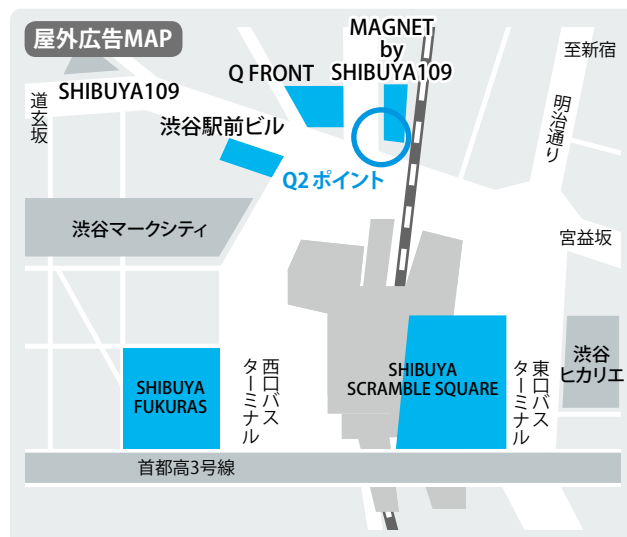 屋外広告MAP
MAGNET
by
SHIBUYA109
至新宿
Q FRONT
SHIBUYA109
道玄坂
明治通り
渋谷駅前ビル
Q2 ポイント
渋谷マークシティ
宮益坂
SHIBUYA
FUKURAS
西口バス
ターミナル
SHIBUYA
SCRAMBLE SQUARE
東口バス
ターミナル
渋谷
ヒカリエ
首都高3号線